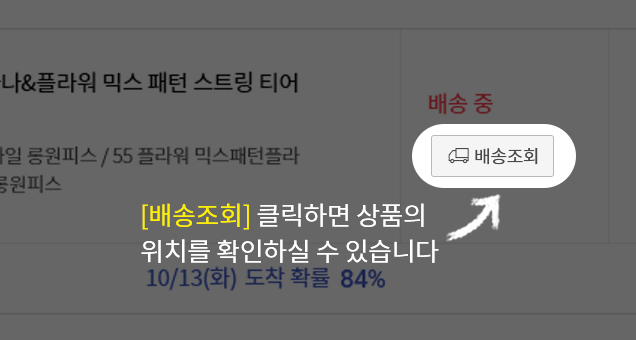 나&플라워 믹스 패턴 스트링 티어
배송 중
배송조회
일 롱원피스 / 55 플라워 믹스패턴플라
롱원피스
[배송조회] 클릭하면 상품의
위치를 확인하실 수 있습니다
10/13(화) 도착 확률 84%